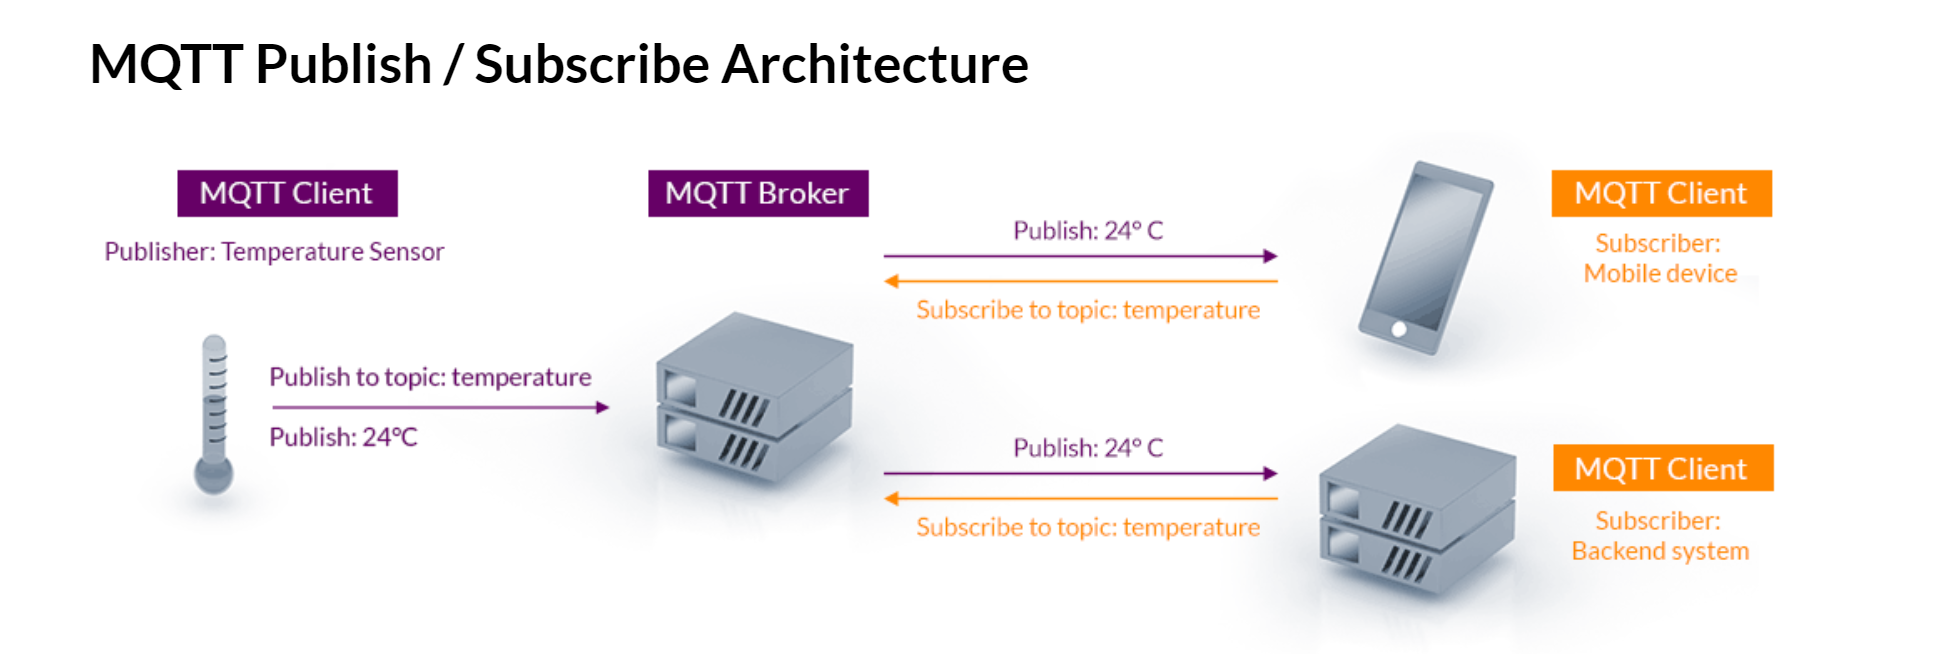 MQTT Publish / Subscribe Architecture
MQTT Client
Publisher: Temperature Sensor
Publish to topic: temperature
Publish: 24°C
MQTT Broker
Publish: 24° C
Subscribe to topic: temperature
MQTT Client
Subscriber:
Mobile device
Publish: 24° C
Subscribe to topic: temperature
MQTT Client
Subscriber:
Backend system